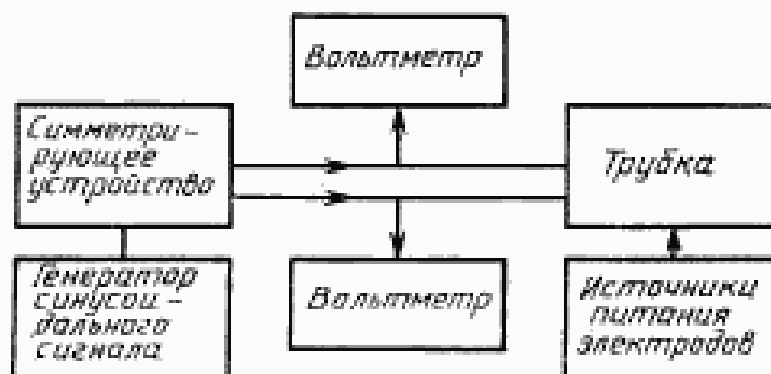 Вольтметр
Симметри-
рующее
устройство
Трубка
Генератор
синусои-
дального
сигнала
Вольтметр
Источники
питания
электродов